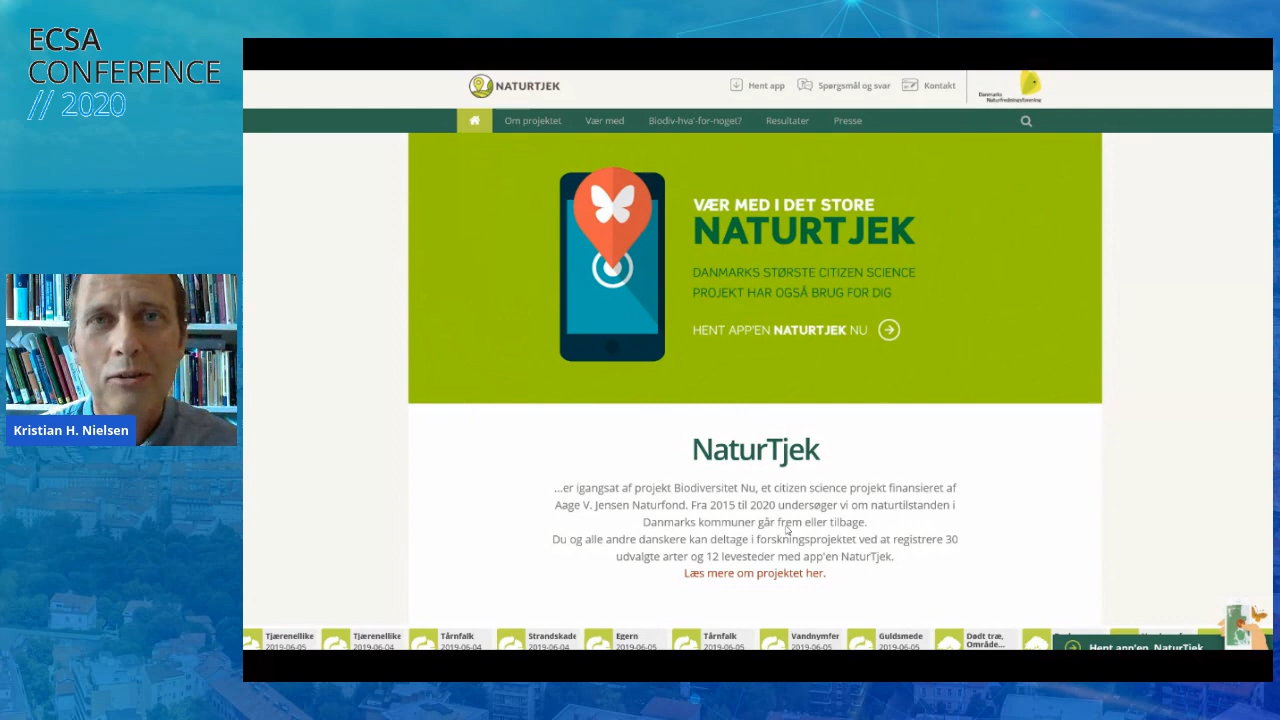 ECSA
CONFERENCE
// 2020
NATURTJEK
Hent app
Spørgsmål og svar
Kontakt
Danmarks
Naturfredningsforening
Om projektet
Vær med
Biodiv-hva'-for-noget?
Resultater
Presse
VÆR MED I DET STORE
NATURTJEK
DANMARKS STØRSTE CITIZEN SCIENCE
PROJEKT HAR OGSÅ BRUG FOR DIG
HENT APP'EN NATURTJEK NU
Kristian H. Nielsen
NaturTjek
...er igangsat af projekt Biodiversitet Nu, et citizen science projekt finansieret af
Aage V. Jensen Naturfond. Fra 2015 til 2020 undersøger vi om naturtilstanden i
Danmarks kommuner går frem eller tilbage.
Du og alle andre danskere kan deltage i forskningsprojektet ved at registrere 30
udvalgte arter og 12 levesteder med app'en NaturTjek.
Læs mere om projektet her.
Tjærenellike
2019-06-05
Tjærenellike
2019-06-04
Tårnfalk
2019-06-04
Strandskade
2019-06-04
Egern
2019-06-05
Tårnfalk
2019-06-05
Vandnymfer
2019-06-05
Guldsmede
2019-06-05
Dødt træ,
Område...
Hent app'en, NaturTjek